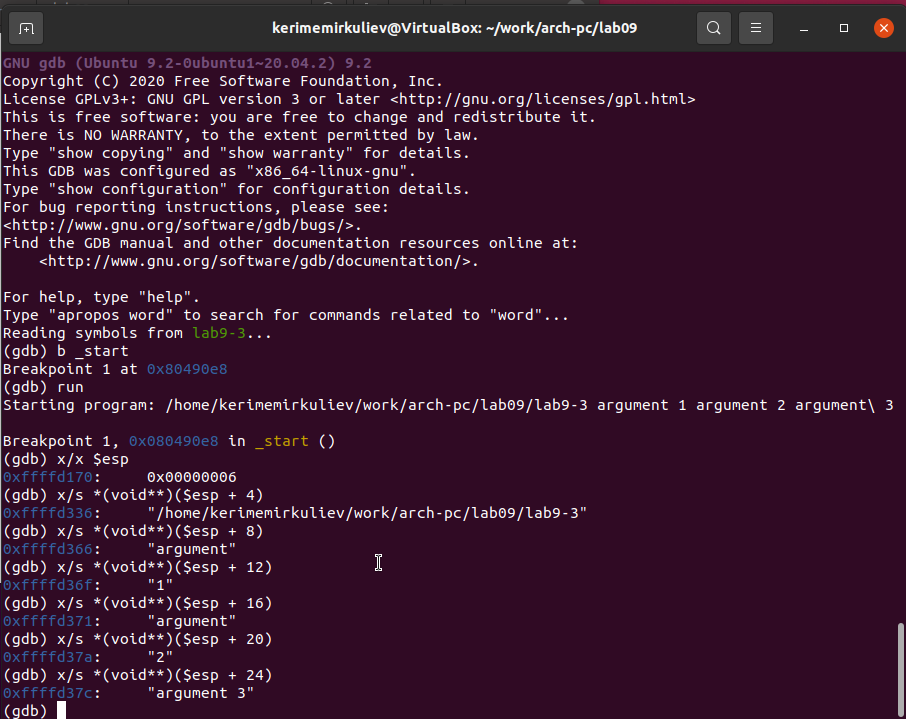 kerimemirkuliev@VirtualBox: ~/work/arch-pc/lab09
GNU gdb (Ubuntu 9.2-0ubuntu1~20.04.2) 9.2
Copyright (C) 2020 Free Software Foundation, Inc.
License GPLv3+: GNU GPL version 3 or later <http://gnu.org/licenses/gpl.html>
This is free software: you are free to change and redistribute it.
There is NO WARRANTY, to the extent permitted by law.
Type "show copying" and "show warranty" for details.
This GDB was configured as "x86_64-linux-gnu".
Type "show configuration" for configuration details.
For bug reporting instructions, please see:
<http://www.gnu.org/software/gdb/bugs/>.
Find the GDB manual and other documentation resources online at:
    <http://www.gnu.org/software/gdb/documentation/>.

For help, type "help".
Type "apropos word" to search for commands related to "word"...
Reading symbols from lab9-3...
(gdb) b _start
Breakpoint 1 at 0x80490e8
(gdb) run
Starting program: /home/kerimemirkuliev/work/arch-pc/lab09/lab9-3 argument 1 argument 2 argument\ 3

Breakpoint 1, 0x080490e8 in _start ()
(gdb) x/x $esp
0xffffd170:     0x00000006
(gdb) x/s *(void**)($esp + 4)
0xffffd336:     "/home/kerimemirkuliev/work/arch-pc/lab09/lab9-3"
(gdb) x/s *(void**)($esp + 8)
0xffffd366:     "argument"
(gdb) x/s *(void**)($esp + 12)
0xffffd36f:     "1"
(gdb) x/s *(void**)($esp + 16)
0xffffd371:     "argument"
(gdb) x/s *(void**)($esp + 20)
0xffffd37a:     "2"
(gdb) x/s *(void**)($esp + 24)
0xffffd37c:     "argument 3"
(gdb)